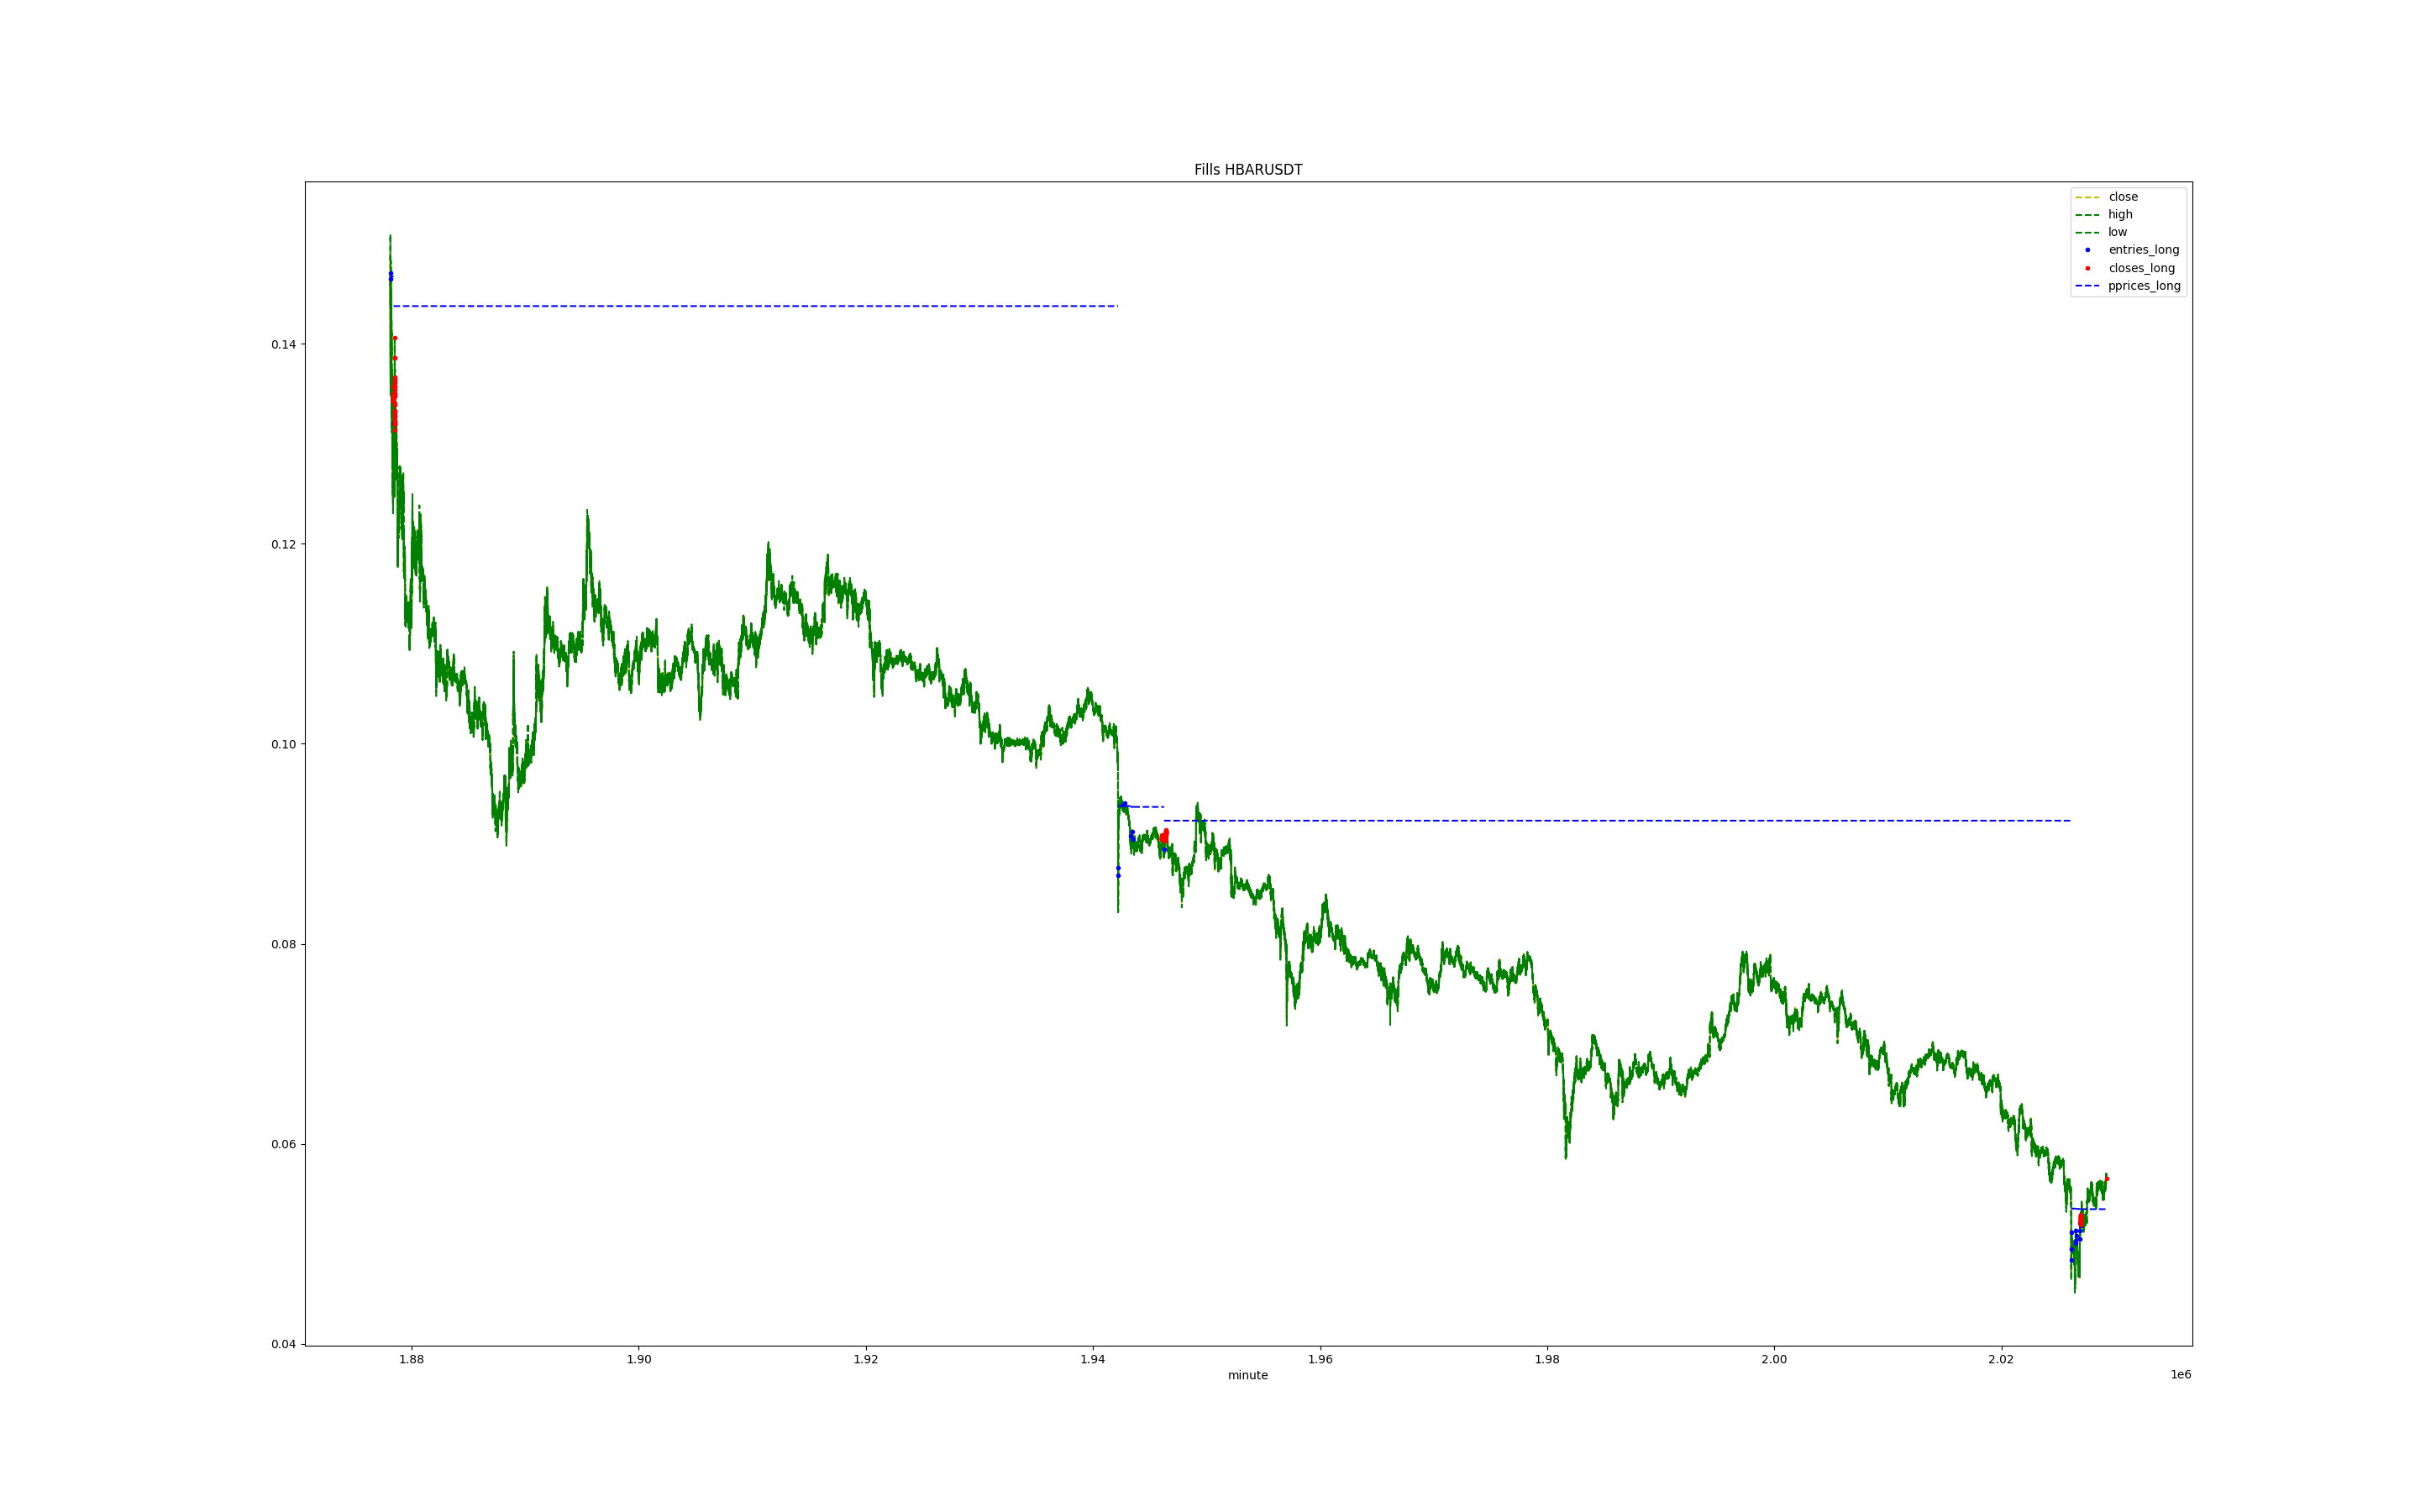 Fills HBARUSDT
close
high
low
entries_long
closes_long
pprices_long
0.14
0.12
0.10
0.08
0.06
0.04
1.88 1.90 1.92 1.94 1.96 1.98 2.00 2.02
minute 1e6